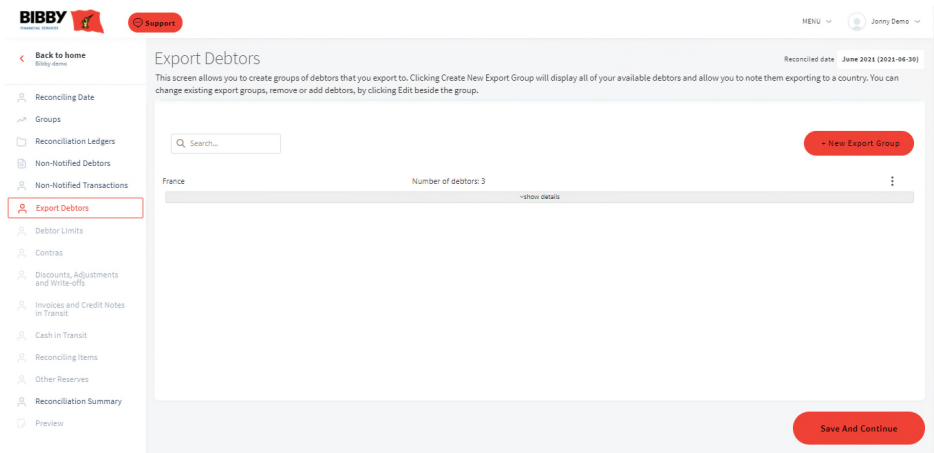 BIBBY
FINANCIAL SERVICES
Support
MENU
Jonny Demo
Back to home
Bibby demo
Reconciling Date
Groups
Reconciliation Ledgers
Non-Notified Debtors
Non-Notified Transactions
Export Debtors
Debtor Limits
Contras
Discounts, Adjustments
and Write-offs
Invoices and Credit Notes
in Transit
Cash in Transit
Reconciling Items
Other Reserves
Reconciliation Summary
Preview
Export Debtors
Reconciled date June 2021 (2021-06-30)
This screen allows you to create groups of debtors that you export to. Clicking Create New Export Group will display all of your available debtors and allow you to note them exporting to a country. You can
change existing export groups, remove or add debtors, by clicking Edit beside the group.
Search...
+ New Export Group
France Number of debtors: 3
show details
Save And Continue